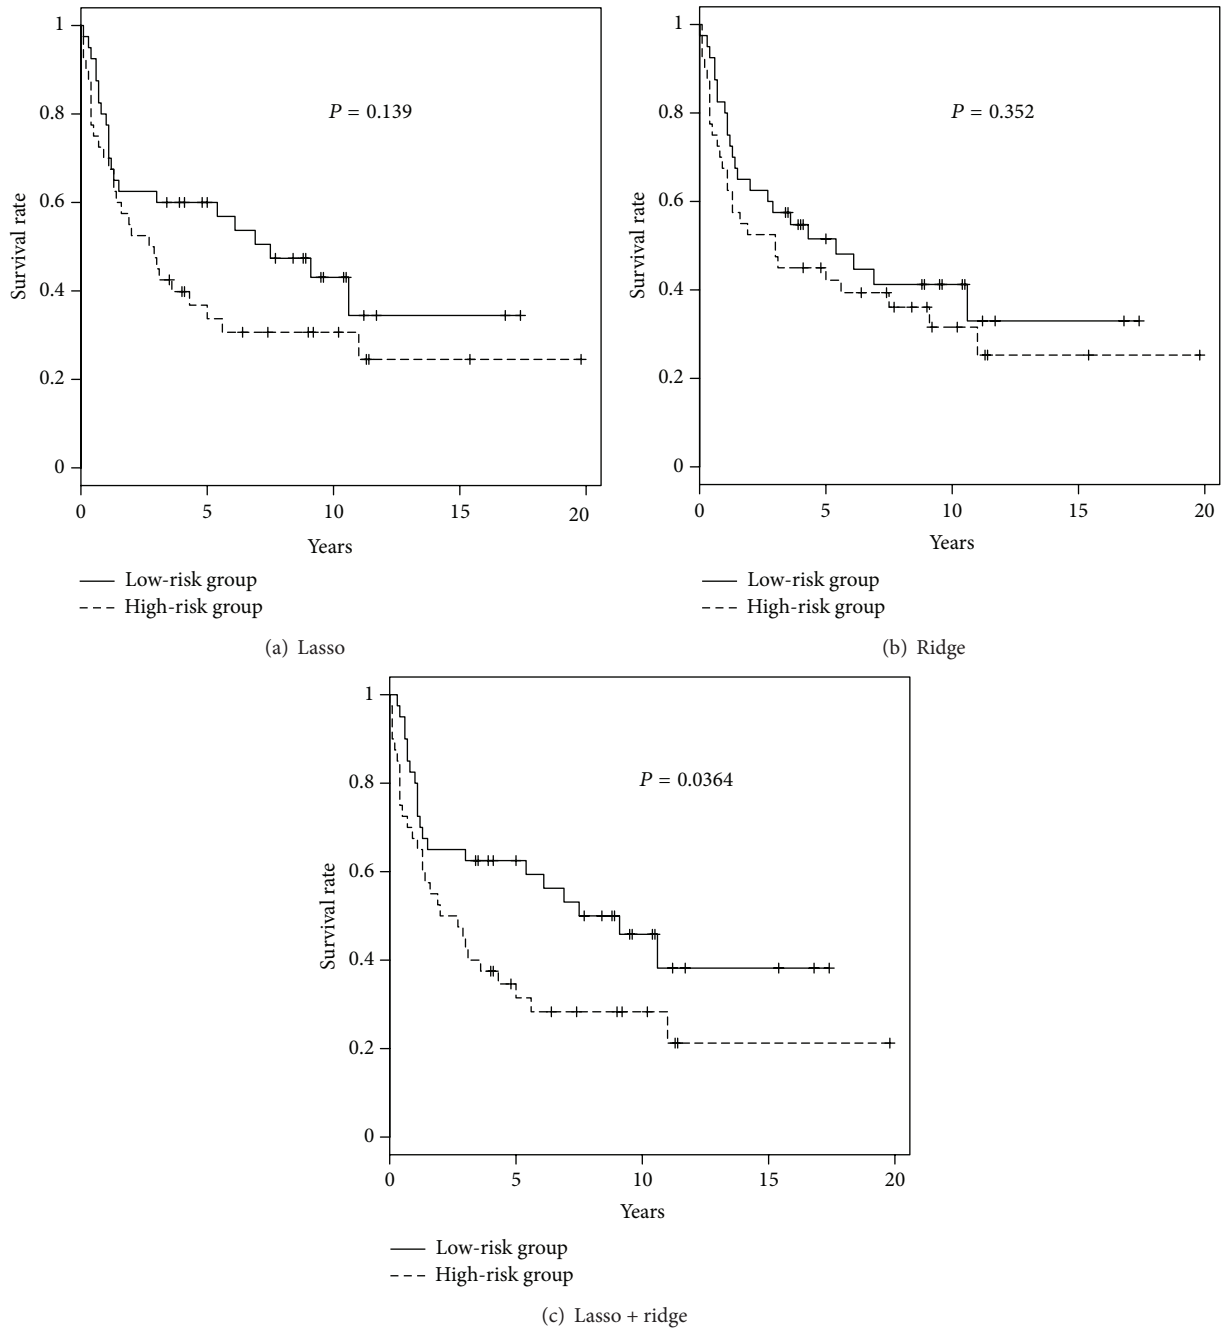 1
0.8
0.6
0.4
0.2
0
Survival rate
P = 0.139
0 5 10 15 20
Years
Low-risk group
High-risk group
(a) Lasso
1
0.8
0.6
0.4
0.2
0
Survival rate
P = 0.352
0 5 10 15 20
Years
Low-risk group
High-risk group
(b) Ridge
1
0.8
0.6
0.4
0.2
0
Survival rate
P = 0.0364
0 5 10 15 20
Years
Low-risk group
High-risk group
(c) Lasso + ridge